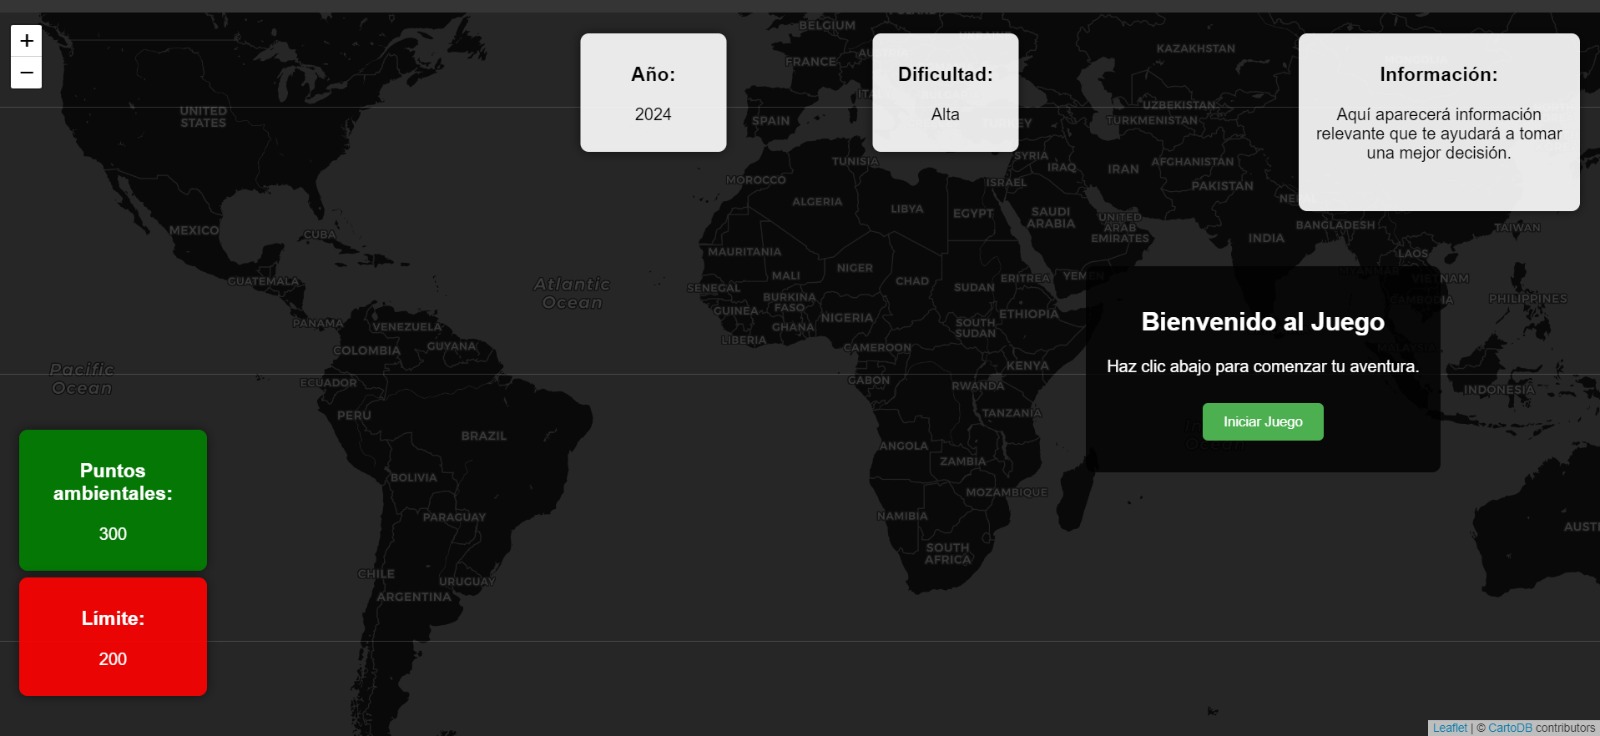 +
−
Año:
2024
Dificultad:
Alta
Información:
Aquí aparecerá información
relevante que te ayudará a tomar
una mejor decisión.
Bienvenido al Juego
Haz clic abajo para comenzar tu aventura.
Iniciar Juego
Puntos
ambientales:
300
Límite:
200
BELGIUM
FRANCE
SPAIN
KAZAKHSTAN
UZBEKISTAN
TURKMENISTAN
UNITED
STATES
TUNISIA
SYRIA
IRAQ
IRAN
AFGHANISTAN
MOROCCO
ISRAEL
PAKISTAN
ALGERIA
LIBYA
EGYPT
SAUDI
ARABIA
UNITED
ARAB
EMIRATES
BANGLADESH
TAIWAN
MEXICO
CUBA
INDIA
LAOS
MAURITANIA
MALI
NIGER
CHAD
SUDAN
ERITREA
YEMEN
VIETNAM
CAMBODIA
PHILIPPINES
GUATEMALA
Atlantic
Ocean
SENEGAL
GUINEA
BURKINA
FASO
GHANA
NIGERIA
LIBERIA
SOUTH
SUDAN
ETHIOPIA
PANAMA
VENEZUELA
GUYANA
COLOMBIA
CAMEROON
GABON
KENYA
RWANDA
TANZANIA
Pacific
Ocean
ECUADOR
PERU
BRAZIL
INDONESIA
BOLIVIA
ANGOLA
ZAMBIA
MOZAMBIQUE
PARAGUAY
NAMIBIA
SOUTH
AFRICA
CHILE
URUGUAY
ARGENTINA
Leaflet | © CartoDB contributors